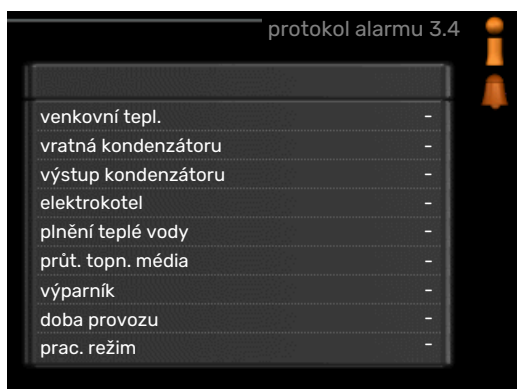 protokol alarmu 3.4
venkovní tepl. -
vratná kondenzátoru -
výstup kondenzátoru -
elektrokotel -
plnění teplé vody -
průt. topn. média -
výparník -
doba provozu -
prac. režim -